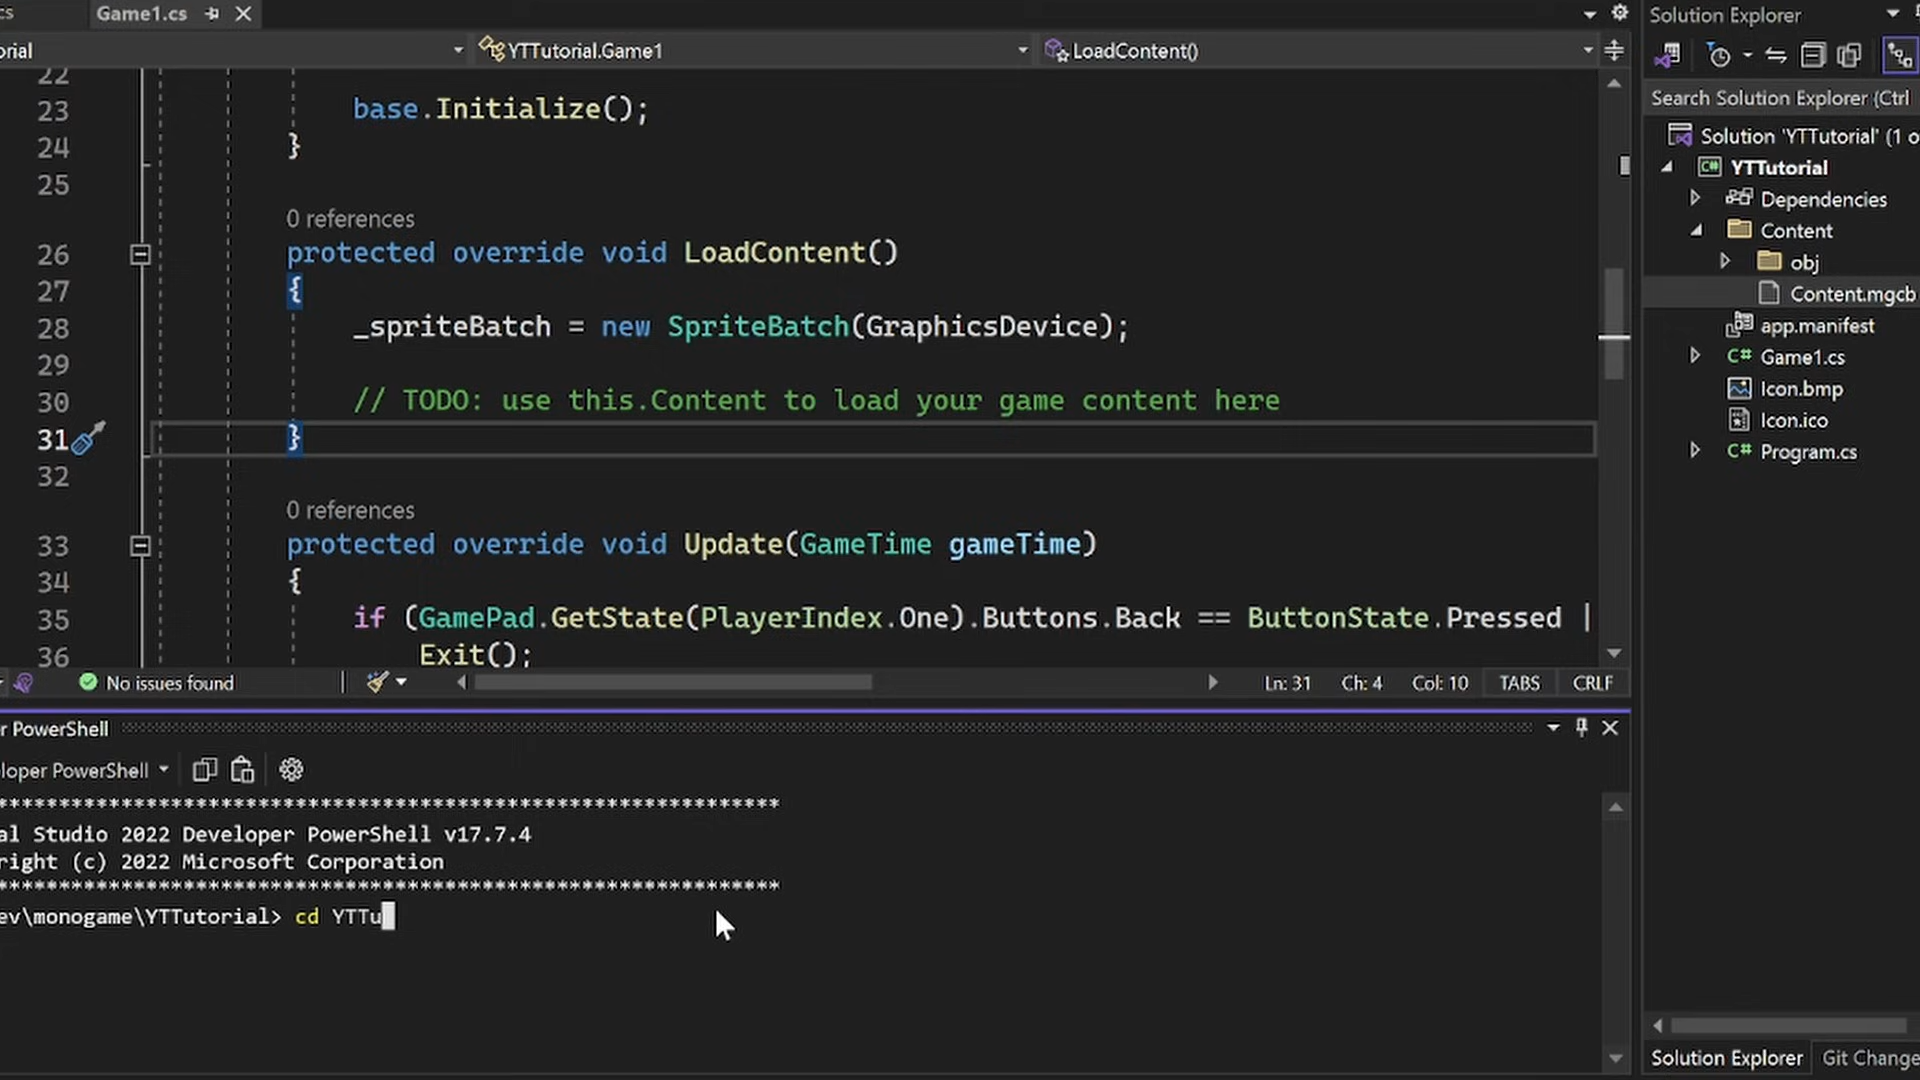 cs
Game1.cs
orial
YTTutorial.Game1
LoadContent()
22
23 base.Initialize();
24 }
25
0 references
26 protected override void LoadContent()
27 {
28 _spriteBatch = new SpriteBatch(GraphicsDevice);
29
30 // TODO: use this.Content to load your game content here
31 }
32
0 references
33 protected override void Update(GameTime gameTime)
34 {
35 if (GamePad.GetState(PlayerIndex.One).Buttons.Back == ButtonState.Pressed |
36 Exit();
No issues found
Ln: 31 Ch: 4 Col: 10 TABS CRLF
r PowerShell
loper PowerShell
******************************************************************
al Studio 2022 Developer PowerShell v17.7.4
right (c) 2022 Microsoft Corporation
******************************************************************
ev\monogame\YTTutorial> cd YTTu
Solution Explorer
Search Solution Explorer (Ctrl
Solution 'YTTutorial' (1 o
C# YTTutorial
Dependencies
Content
obj
Content.mgcb
app.manifest
C# Game1.cs
Icon.bmp
Icon.ico
C# Program.cs
Solution Explorer
Git Change